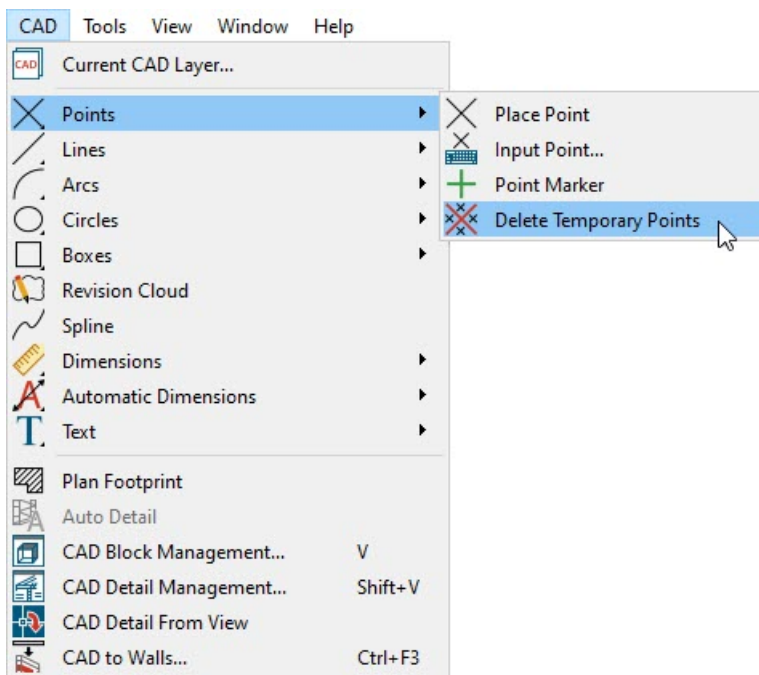 CAD Tools View Window Help
CAD Current CAD Layer...
Points
Place Point
Lines
Input Point...
Arcs
Point Marker
Circles
Delete Temporary Points
Boxes
Revision Cloud
Spline
Dimensions
Automatic Dimensions
Text
Plan Footprint
Auto Detail
CAD Block Management... V
CAD Detail Management... Shift+V
CAD Detail From View
CAD to Walls... Ctrl+F3